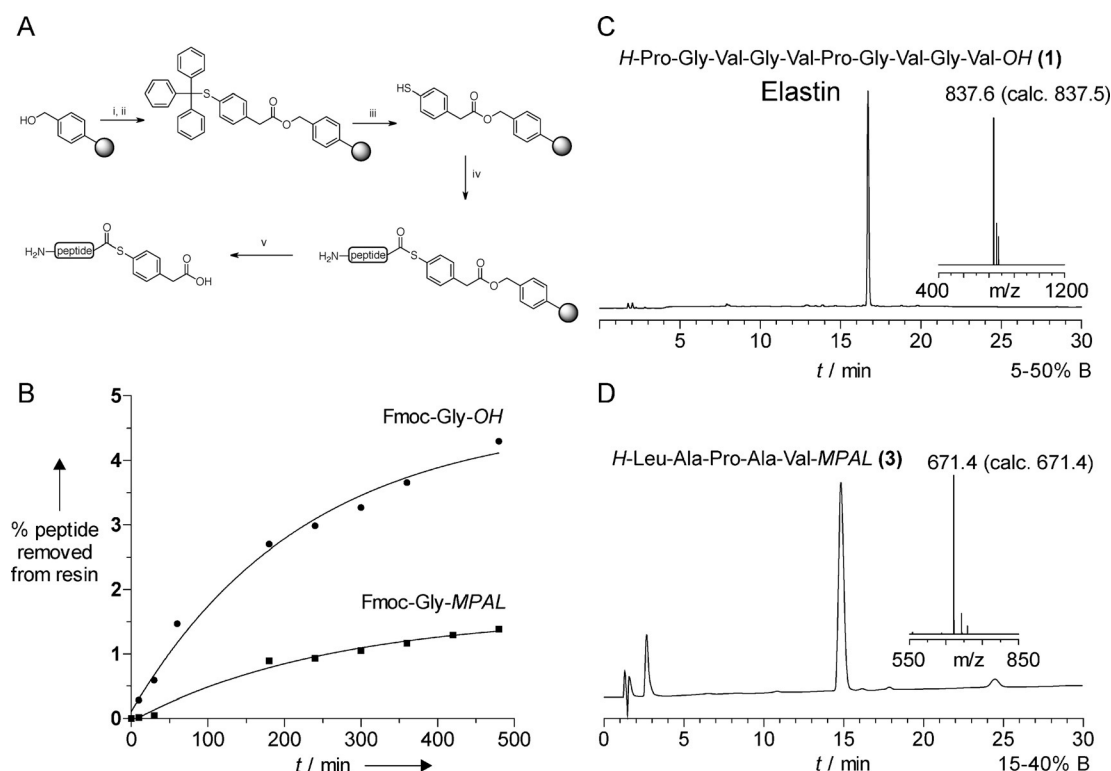 A
HO
i, ii
S
O
O
iii
HS
O
O
iv
H₂N
peptide
O
S
O
OH
v
H₂N
peptide
O
S
O
O
B
5
4
3
2
1
0
% peptide
removed
from resin
Fmoc-Gly-OH
Fmoc-Gly-MPAL
0 100 200 300 400 500
t / min
C
H-Pro-Gly-Val-Gly-Val-Pro-Gly-Val-Gly-Val-OH (1)
Elastin
837.6 (calc. 837.5)
400 m/z 1200
5 10 15 20 25 30
t / min
5-50% B
D
H-Leu-Ala-Pro-Ala-Val-MPAL (3)
671.4 (calc. 671.4)
550 m/z 850
0 5 10 15 20 25 30
t / min
15-40% B